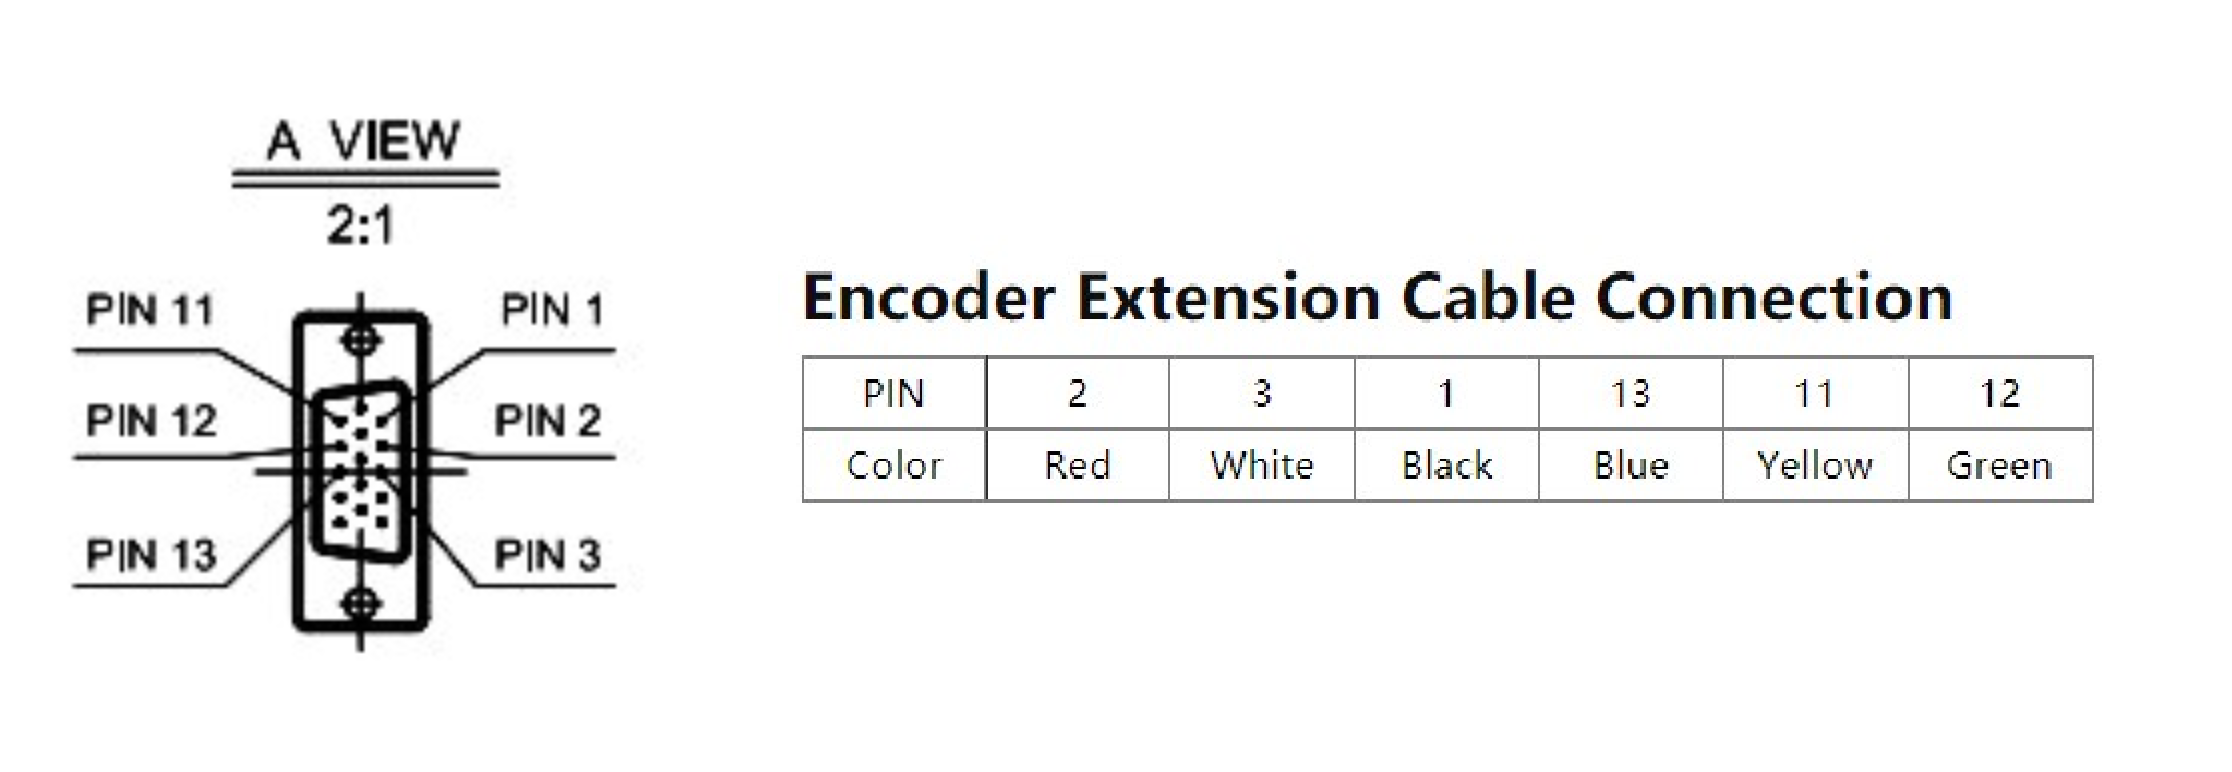 A VIEW
2:1
PIN 11
PIN 1
PIN 12
PIN 2
PIN 13
PIN 3
Encoder Extension Cable Connection
PIN 2 3 1 13 11 12
Color Red White Black Blue Yellow Green